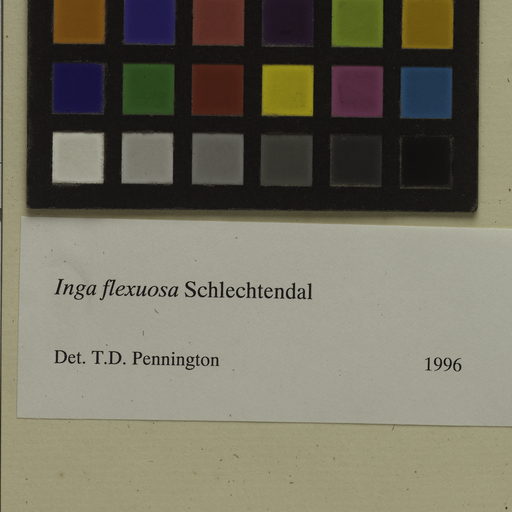 Inga flexuosa Schlechtendal
Det. T.D. Pennington 1996